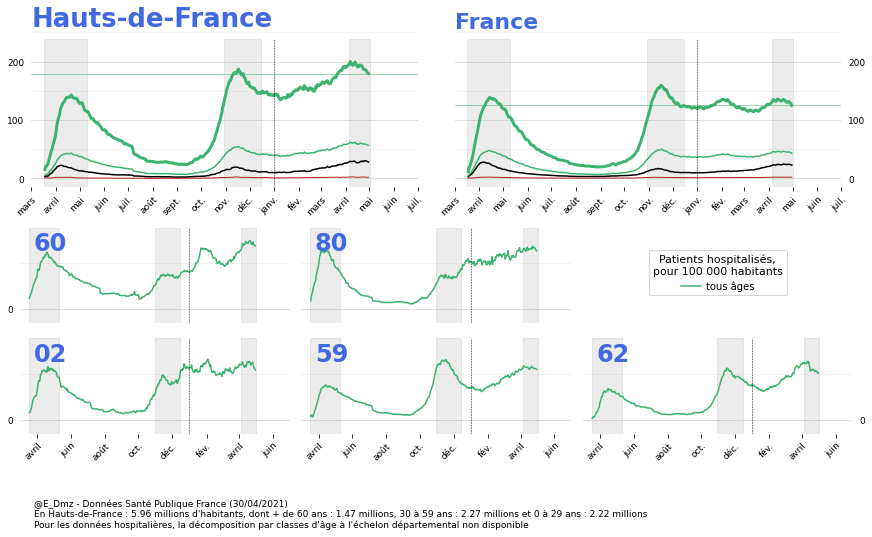 Hauts-de-France
France
200
100
0
mars avril mai juin juil. août sept. oct. nov. déc. janv. fév. mars avril mai juin juil.
mars avril mai juin juil. août sept. oct. nov. déc. janv. fév. mars avril mai juin juil.
200
100
0
60
80
Patients hospitalisés,
pour 100 000 habitants
tous âges
0
0
02
59
62
0
0
avril juin août oct. déc. fév. avril juin
avril juin août oct. déc. fév. avril juin
avril juin août oct. déc. fév. avril juin
@E_Dmz - Données Santé Publique France (30/04/2021)
En Hauts-de-France : 5.96 millions d'habitants, dont + de 60 ans : 1.47 millions, 30 à 59 ans : 2.27 millions et 0 à 29 ans : 2.22 millions
Pour les données hospitalières, la décomposition par classes d'âge à l'échelon départemental non disponible